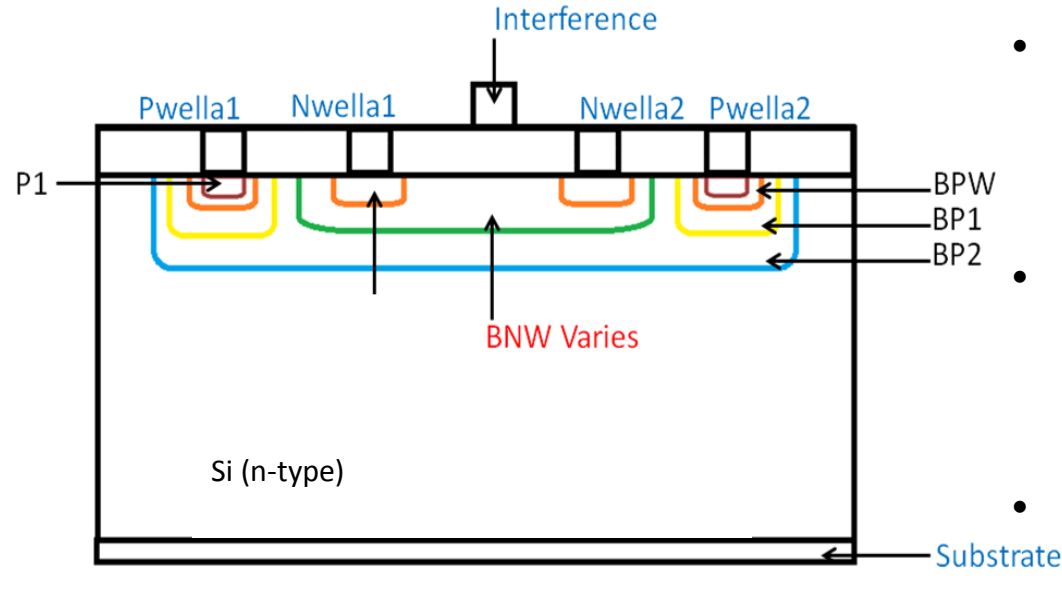 Interference
Pwella1
Nwella1
Nwella2
Pwella2
P1
BPW
BP1
BP2
BNW Varies
Si (n-type)
Substrate